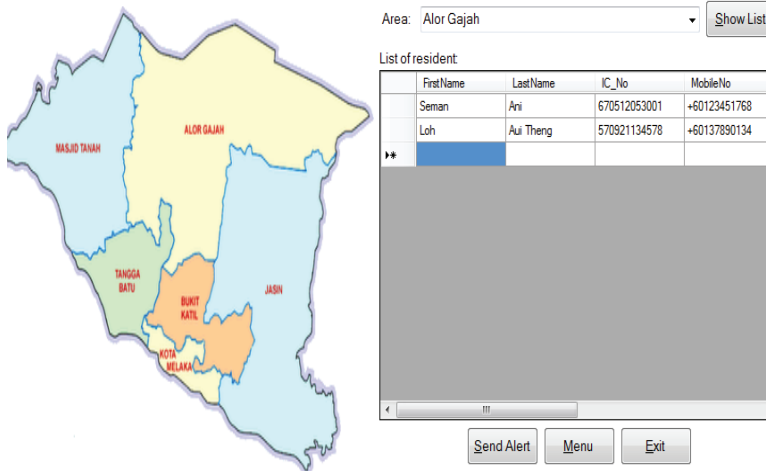 ALOR GAJAH
MASJID TANAH
TANGGA
BATU
BUKIT
KATIL
JASIN
KOTA
MELAKA
Area: Alor Gajah Show List
List of resident:
FirstName LastName IC_No MobileNo
Seman Ani 670512053001 +60123451768
Loh Aui Theng 570921134578 +60137890134
Send Alert Menu Exit